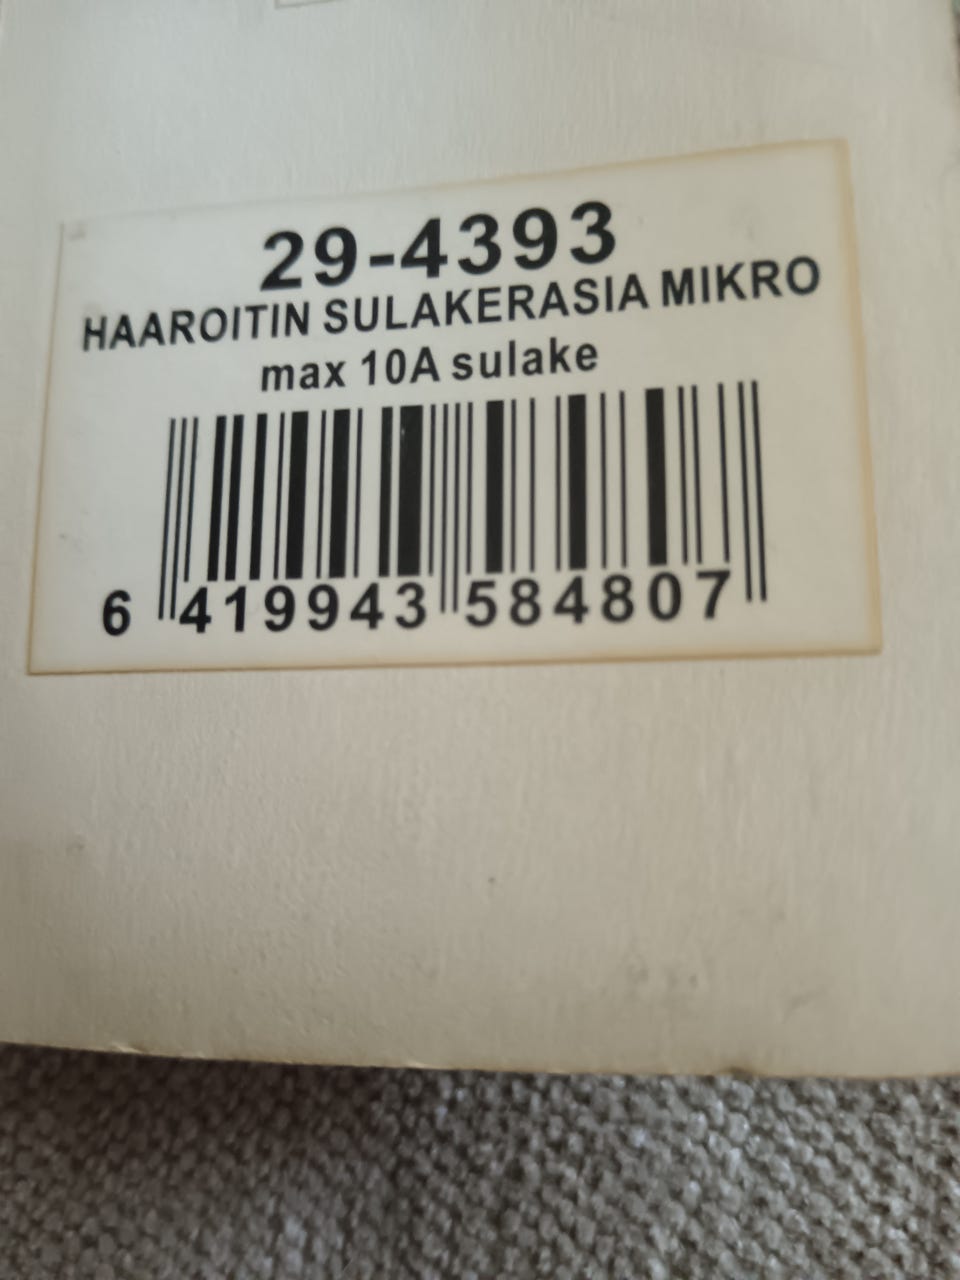 29-4393
HAAROITIN SULAKERASIA MIKRO
max 10A sulake
6 419943 584807